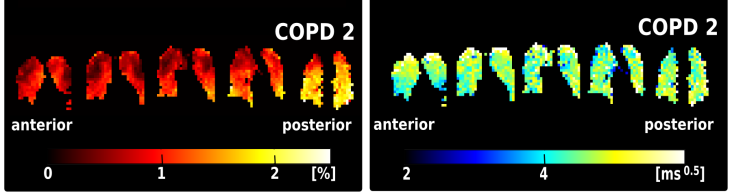 COPD 2
anterior posterior
0 1 2 [%]
COPD 2
anterior posterior
2 4 [ms^0.5]